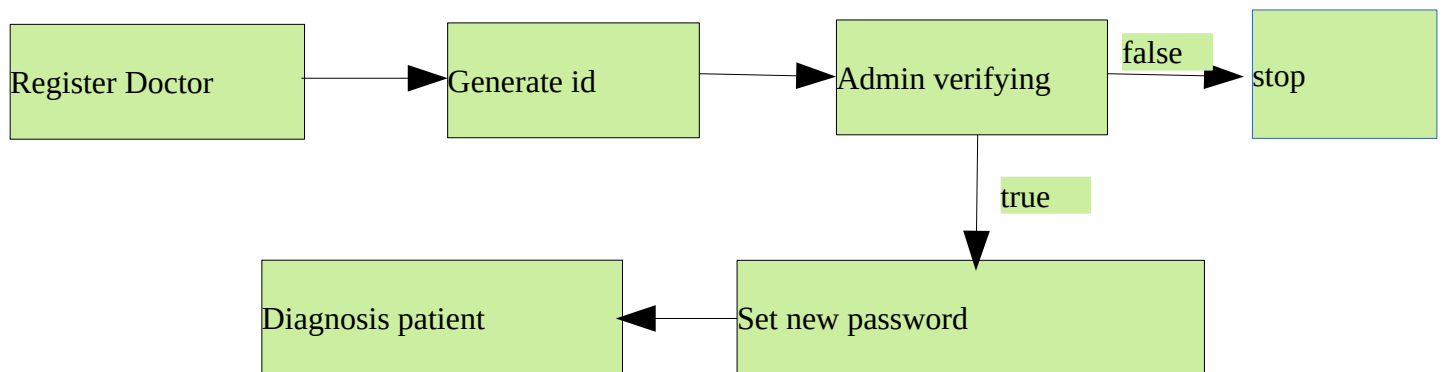 Register Doctor
Generate id
Admin verifying
false
stop
true
Diagnosis patient
Set new password